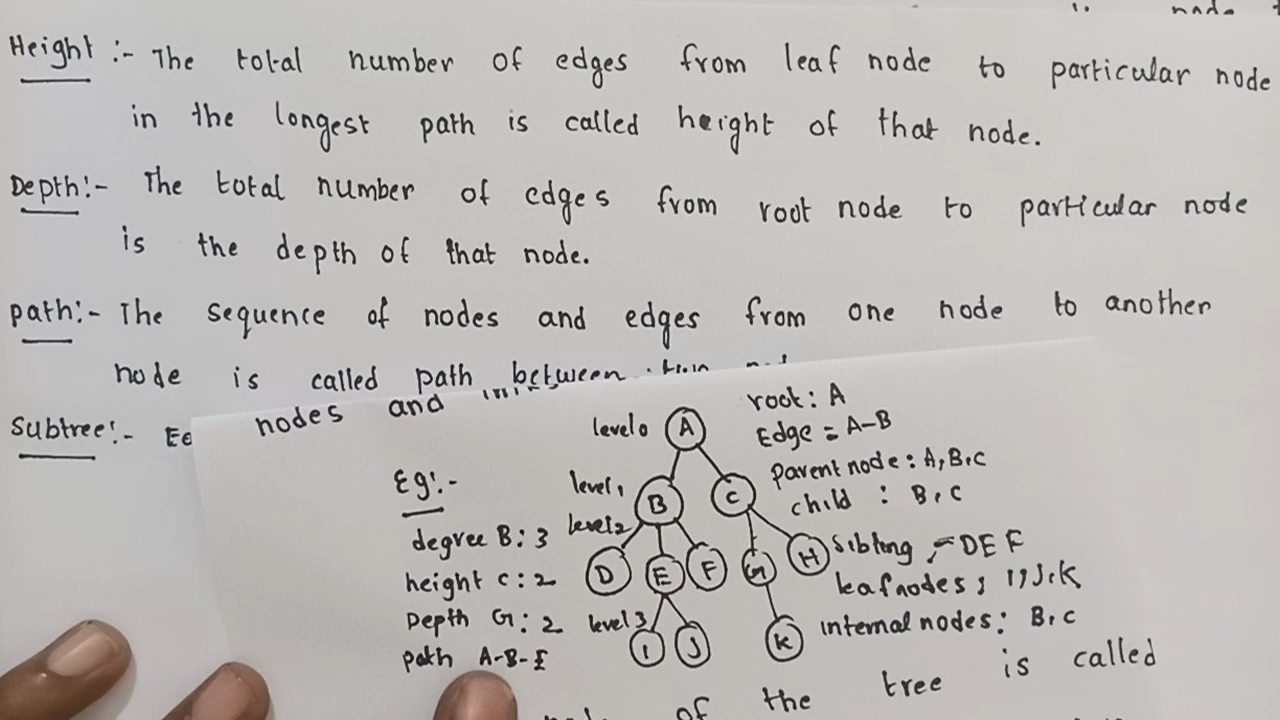 Height :- The total number of edges from leaf node to particular node
in the longest path is called height of that node.
Depth:- The total number of edges from root node to particular node
is the depth of that node.
path:- The sequence of nodes and edges from one node to another
node is called path between
Subtree:-
nodes and
Eg:-
degree B: 3
height C: 2
Depth G: 2
path A-B-E
level0 A
level1 B C
level2 D E F G H
level3 I J K
root: A
Edge = A-B
parent node: A, B, C
child : B, C
sibling - DEF
leaf nodes; I, J, K
internal nodes: B, C
of the tree is called